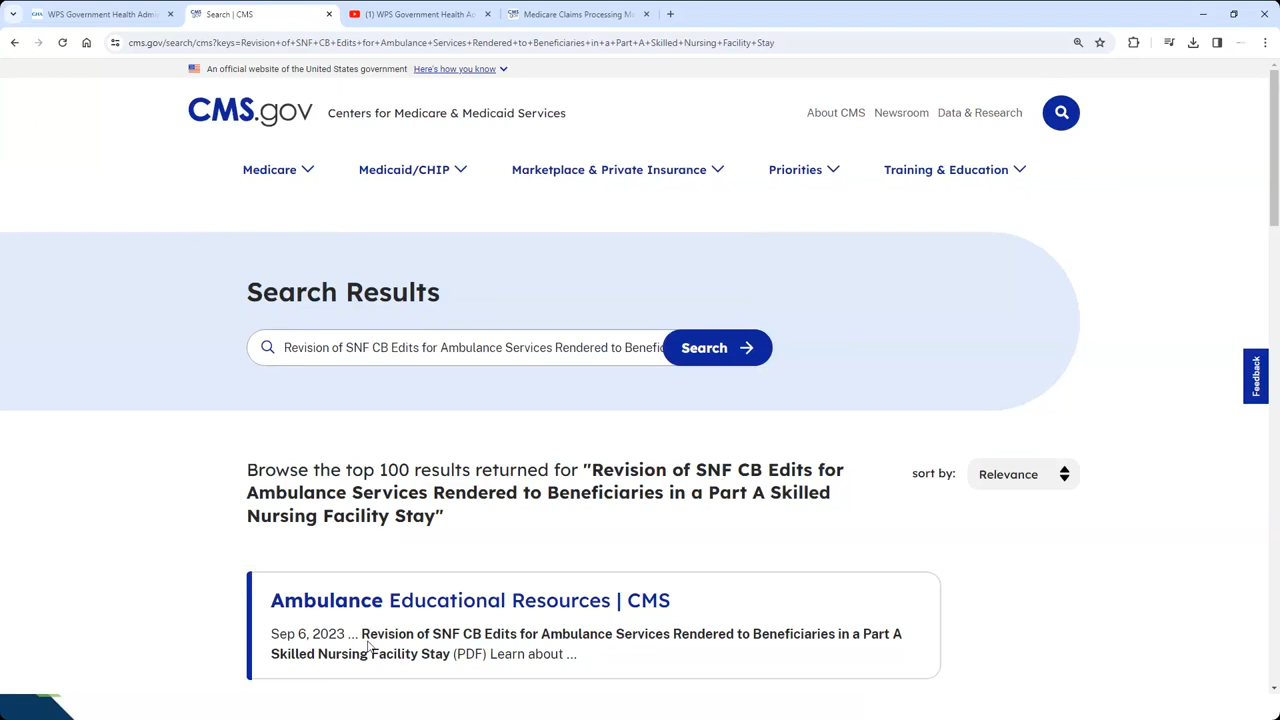 WPS Government Health Admi
Search | CMS
(1) WPS Government Health Ad
Medicare Claims Processing M
cms.gov/search/cms?keys=Revision+of+SNF+CB+Edits+for+Ambulance+Services+Rendered+to+Beneficiaries+in+a+Part+A+Skilled+Nursing+Facility+Stay
An official website of the United States government Here's how you know
CMS.gov Centers for Medicare & Medicaid Services
About CMS Newsroom Data & Research
Medicare Medicaid/CHIP Marketplace & Private Insurance Priorities Training & Education
Search Results
Revision of SNF CB Edits for Ambulance Services Rendered to Benefic
Search
Feedback
Browse the top 100 results returned for "Revision of SNF CB Edits for
Ambulance Services Rendered to Beneficiaries in a Part A Skilled
Nursing Facility Stay"
sort by: Relevance
Ambulance Educational Resources | CMS
Sep 6, 2023 ... Revision of SNF CB Edits for Ambulance Services Rendered to Beneficiaries in a Part A
Skilled Nursing Facility Stay (PDF) Learn about ...